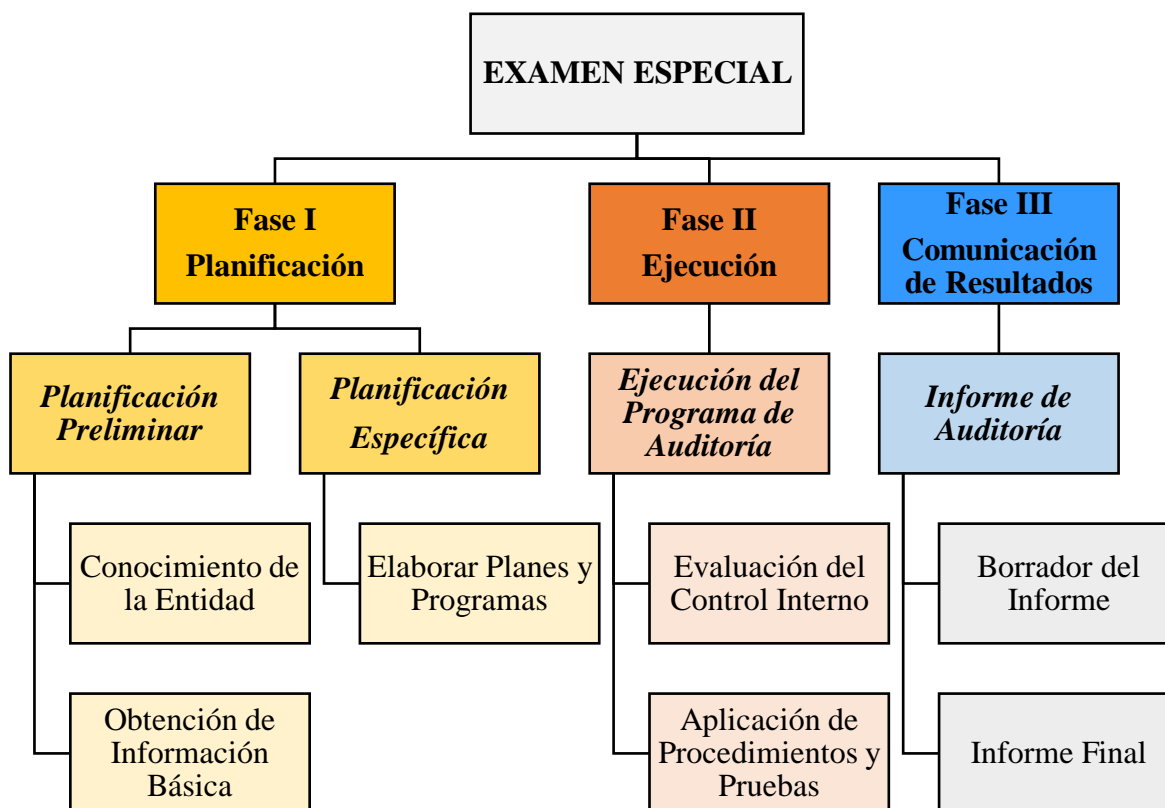 EXAMEN ESPECIAL
Fase I
Planificación
Fase II
Ejecución
Fase III
Comunicación
de Resultados
Planificación
Preliminar
Planificación
Específica
Ejecución del
Programa de
Auditoría
Informe de
Auditoría
Conocimiento de
la Entidad
Elaborar Planes y
Programas
Evaluación del
Control Interno
Borrador del
Informe
Obtención de
Información
Básica
Aplicación de
Procedimientos y
Pruebas
Informe Final